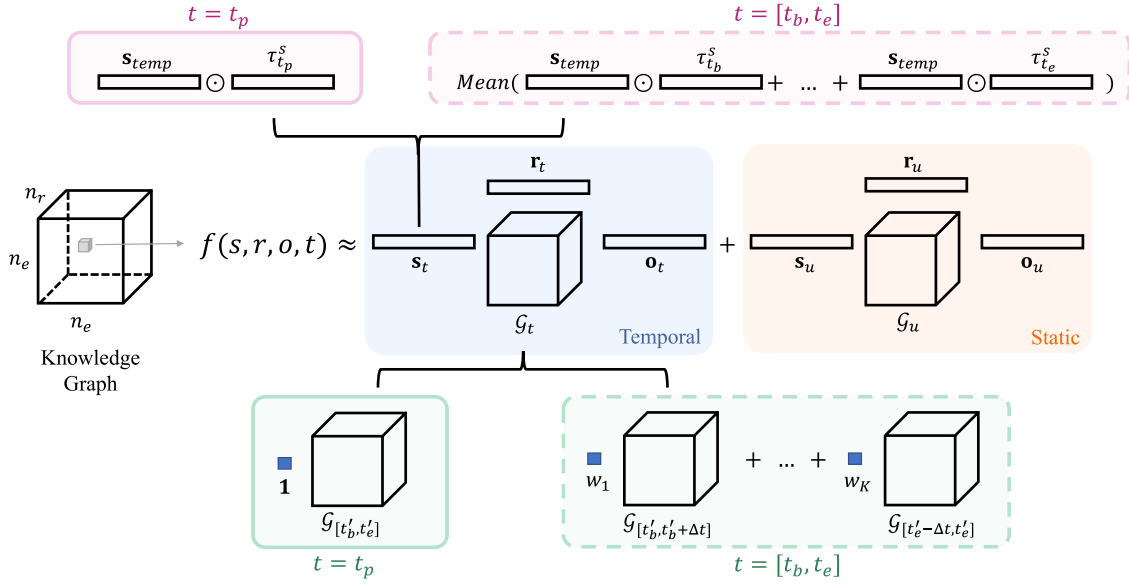 t = t_p t = [t_b, t_e]
s_temp ⊙ τ^s_{t_p}
Mean( s_temp ⊙ τ^s_{t_b} + … + s_temp ⊙ τ^s_{t_e} )
n_r
n_e
n_e
Knowledge
Graph
f(s, r, o, t) ≈
r_t
s_t
o_t
𝒢_t
Temporal
+
r_u
s_u
o_u
𝒢_u
Static
1
𝒢_{[t'_b, t'_e]}
t = t_p
w_1 + … + w_K
𝒢_{[t'_b, t'_b+Δt]} 𝒢_{[t'_e−Δt, t'_e]}
t = [t_b, t_e]